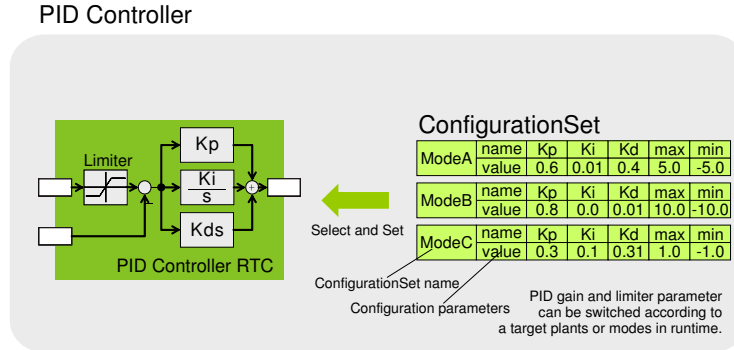 PID Controller
Limiter
Kp
Ki
s
Kds
PID Controller RTC
Select and Set
ConfigurationSet
ModeA name Kp Ki Kd max min
value 0.6 0.01 0.4 5.0 -5.0
ModeB name Kp Ki Kd max min
value 0.8 0.0 0.01 10.0 -10.0
ModeC name Kp Ki Kd max min
value 0.3 0.1 0.31 1.0 -1.0
ConfigurationSet name
Configuration parameters
PID gain and limiter parameter
can be switched according to
a target plants or modes in runtime.